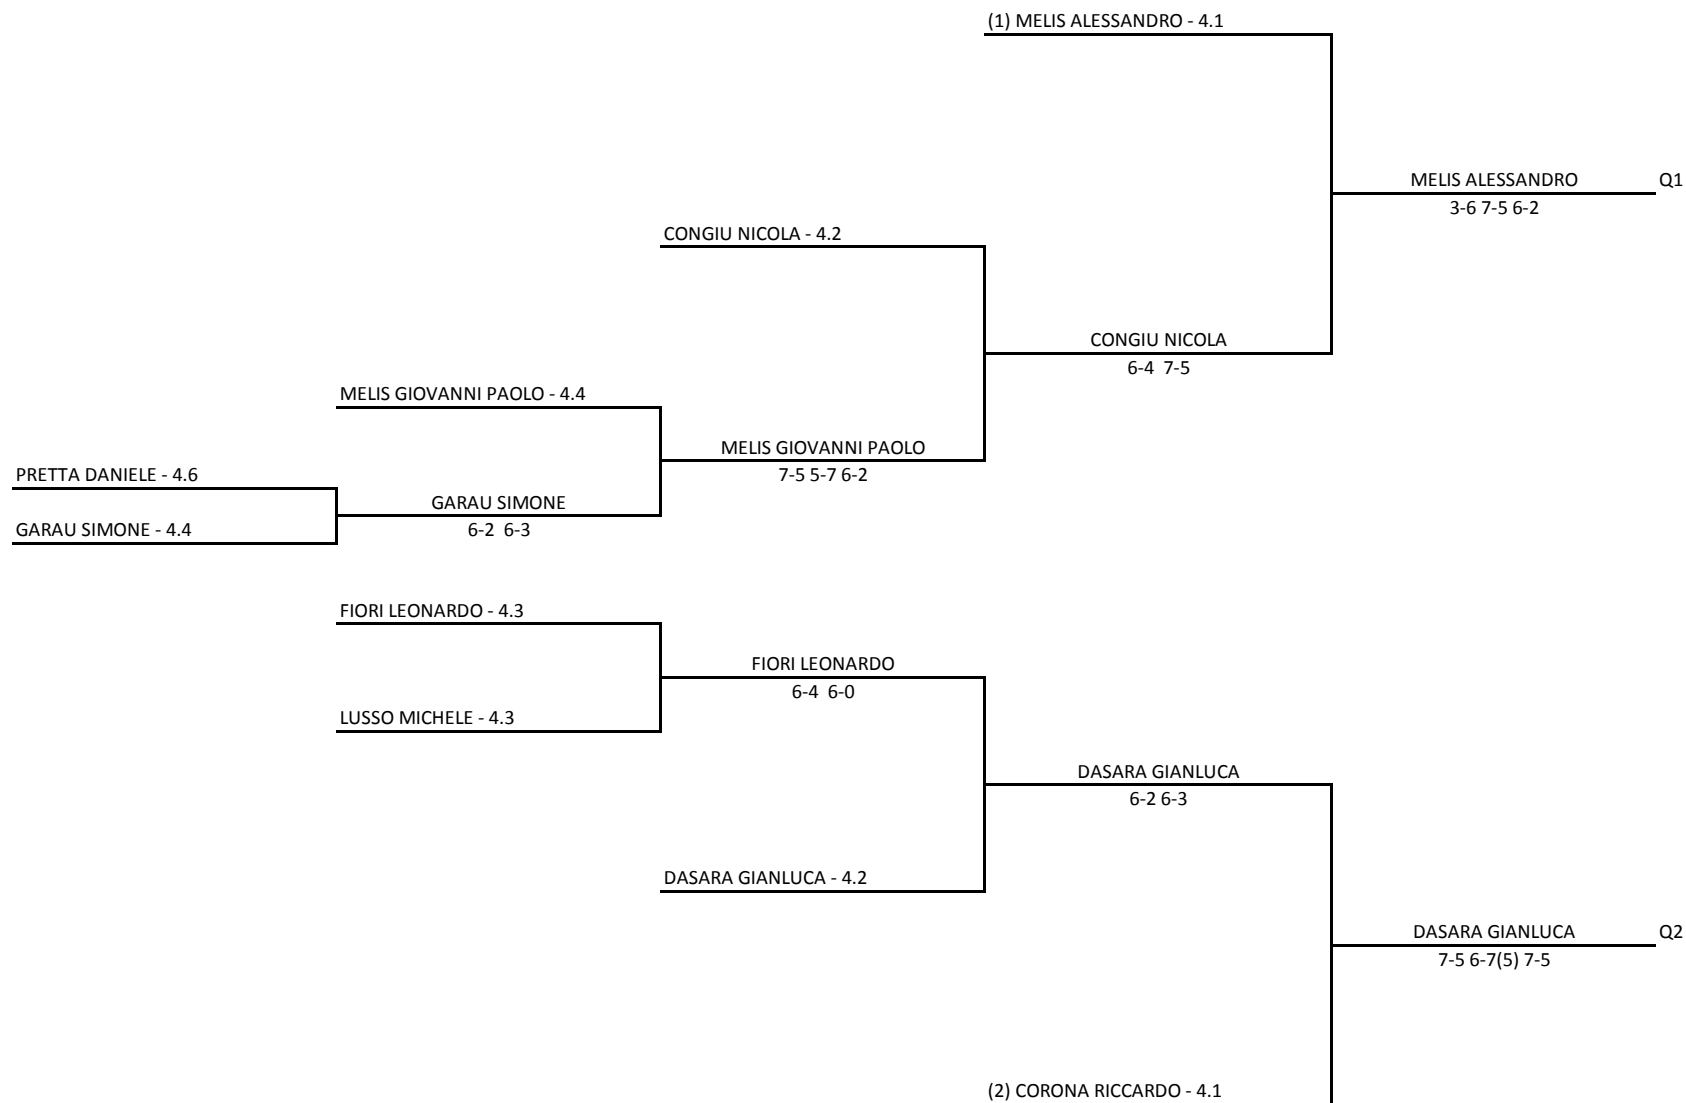 (1) MELIS ALESSANDRO - 4.1
MELIS ALESSANDRO Q1
3-6 7-5 6-2
CONGIU NICOLA - 4.2
CONGIU NICOLA
6-4 7-5
MELIS GIOVANNI PAOLO - 4.4
MELIS GIOVANNI PAOLO
7-5 5-7 6-2
PRETTA DANIELE - 4.6
GARAU SIMONE
6-2 6-3
GARAU SIMONE - 4.4
FIORI LEONARDO - 4.3
FIORI LEONARDO
6-4 6-0
LUSSO MICHELE - 4.3
DASARA GIANLUCA
6-2 6-3
DASARA GIANLUCA - 4.2
DASARA GIANLUCA Q2
7-5 6-7(5) 7-5
(2) CORONA RICCARDO - 4.1